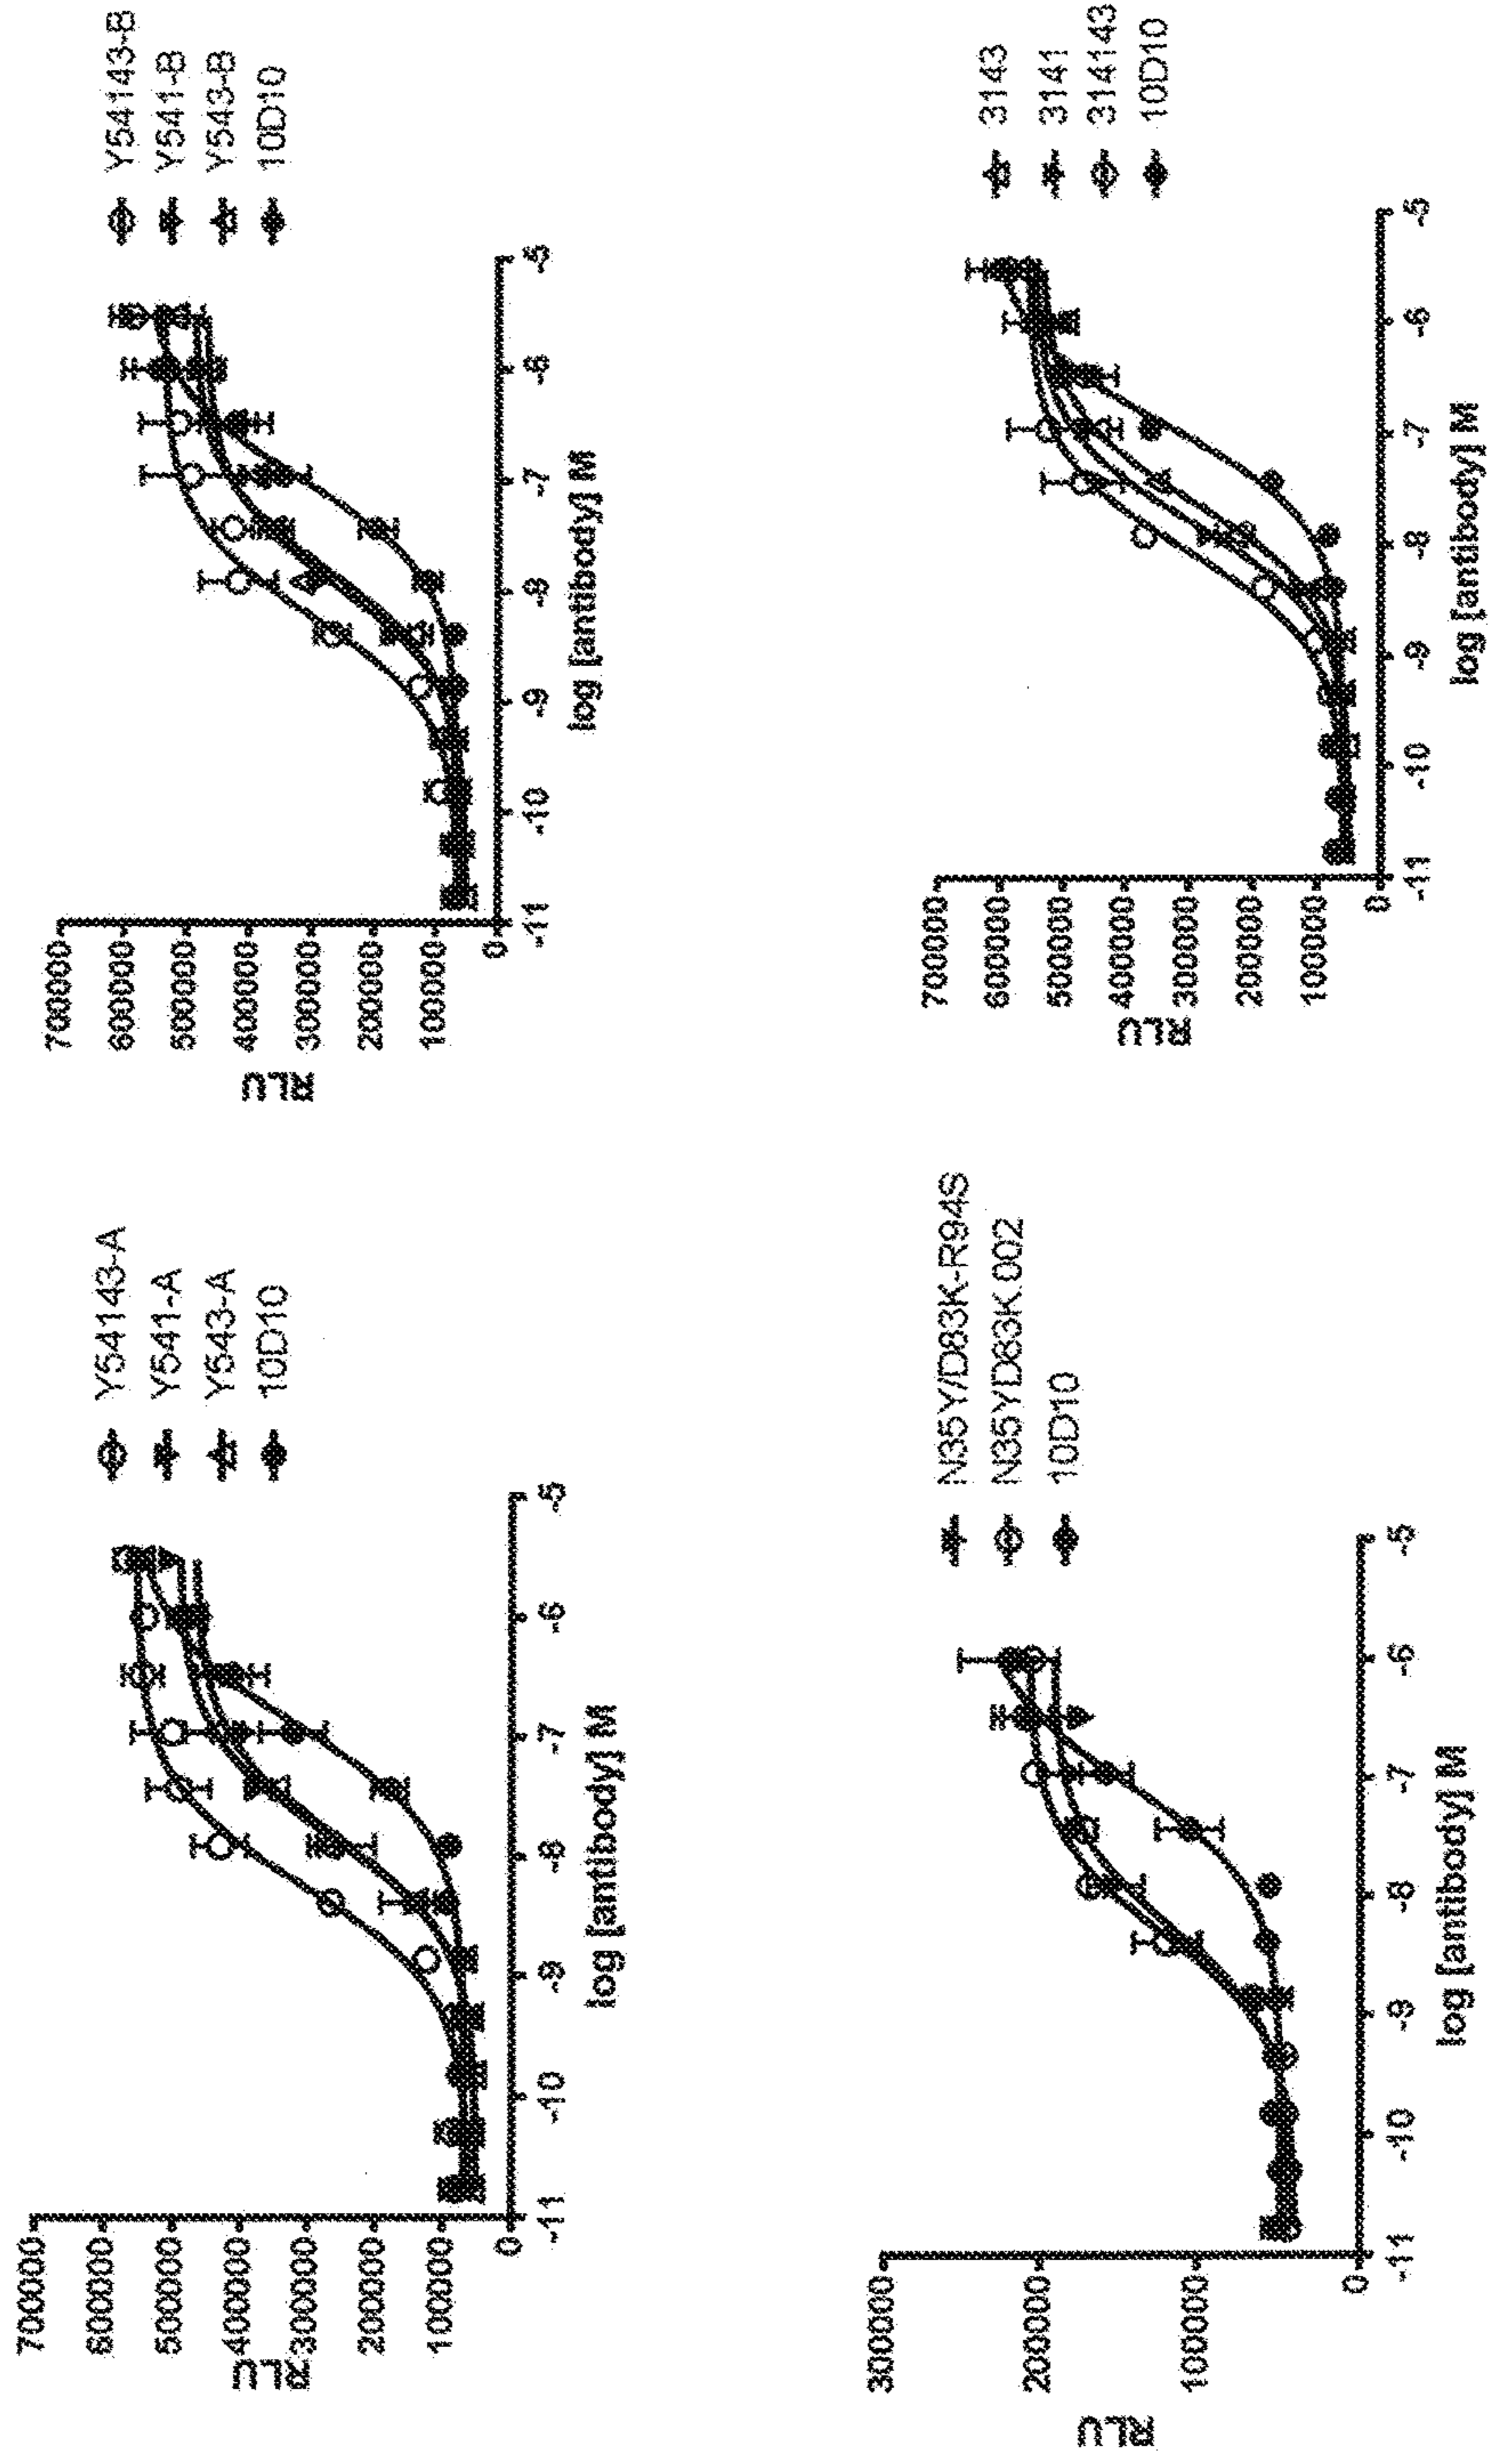 Y54143-A
Y541-A
Y543-A
10D10
RLU
700000
600000
500000
400000
300000
200000
100000
0
-11 -10 -9 -8 -7 -6 -5
log [antibody] M
Y54143-B
Y541-B
Y543-B
10D10
RLU
700000
600000
500000
400000
300000
200000
100000
0
-11 -10 -9 -8 -7 -6 -5
log [antibody] M
N35Y/D83K-R94S
N35YD83K.002
10D10
RLU
300000
200000
100000
0
-11 -10 -9 -8 -7 -6 -5
log [antibody] M
3143
3141
314143
10D10
RLU
700000
600000
500000
400000
300000
200000
100000
0
-11 -10 -9 -8 -7 -6 -5
log [antibody] M